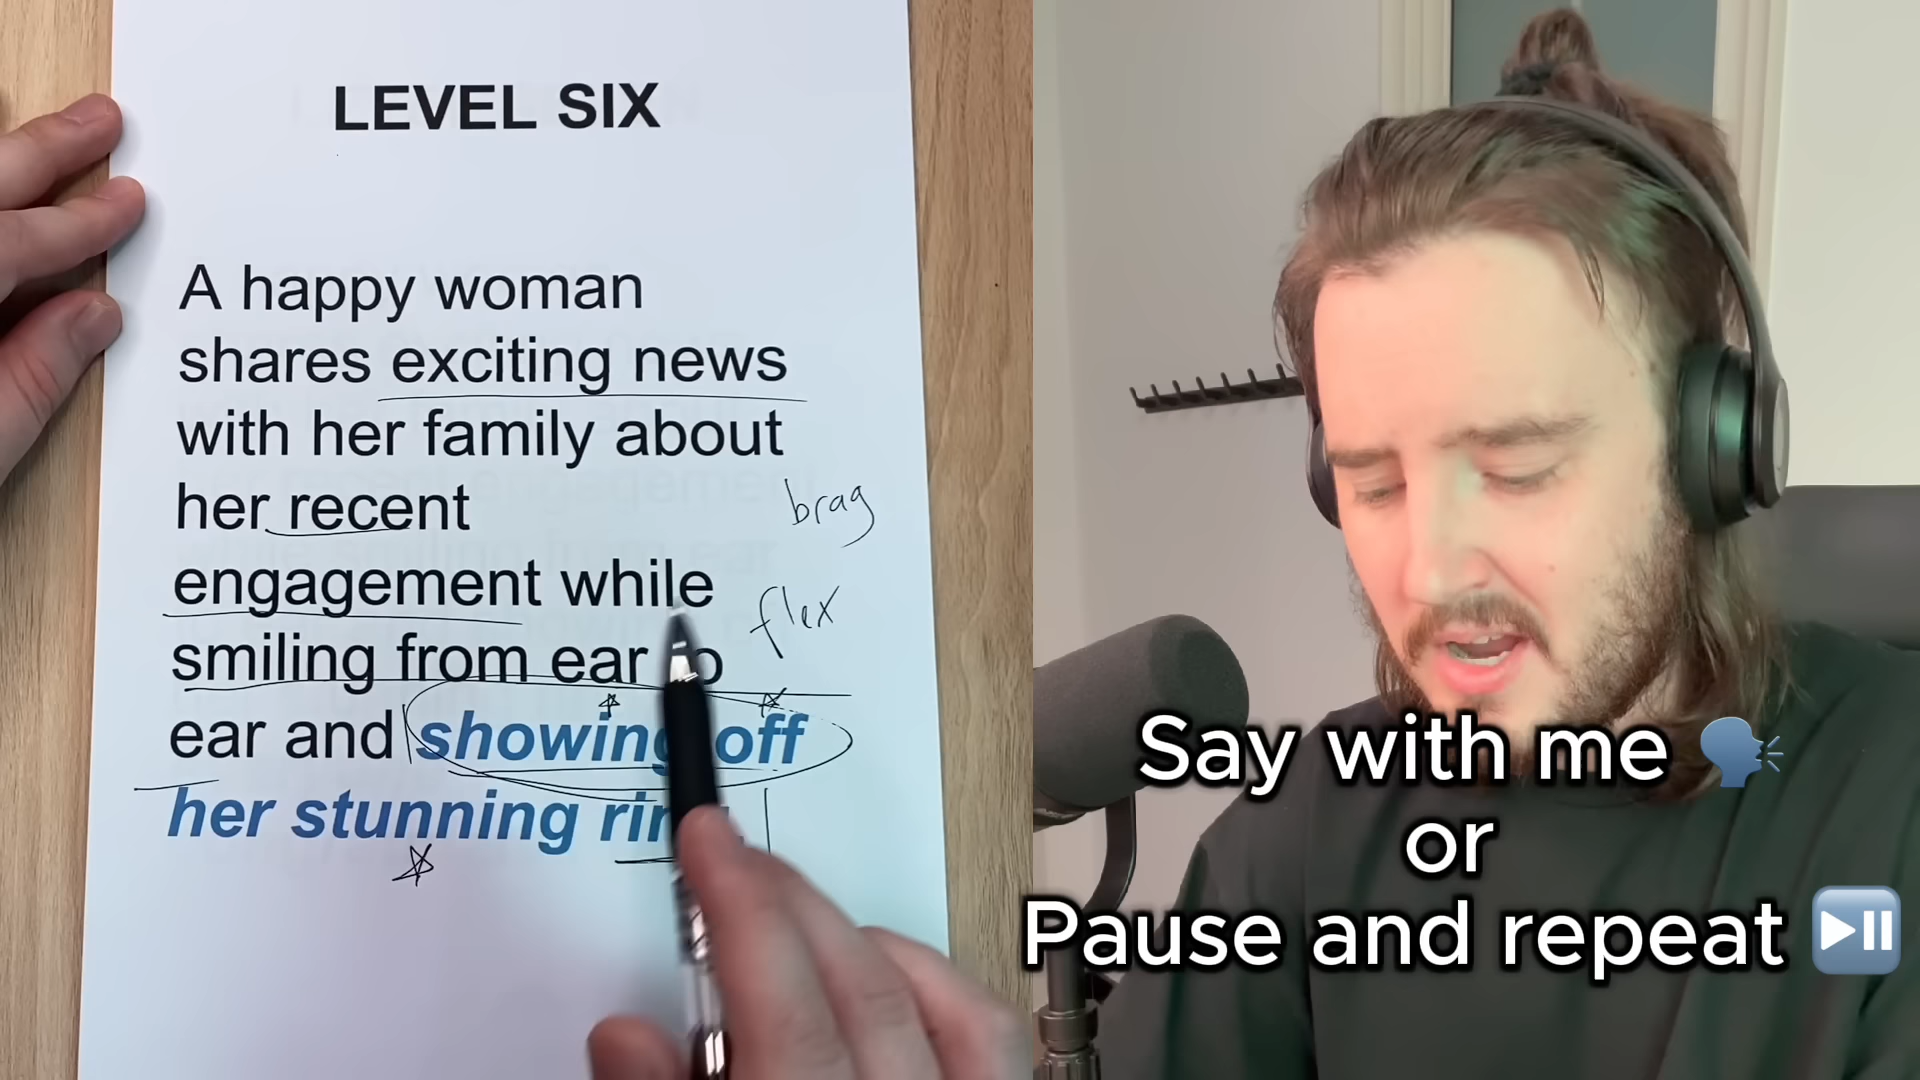 LEVEL SIX
A happy woman
shares exciting news
with her family about
her recent
brag
engagement while
flex
smiling from ear
ear and showing off
her stunning
Say with me
or
Pause and repeat